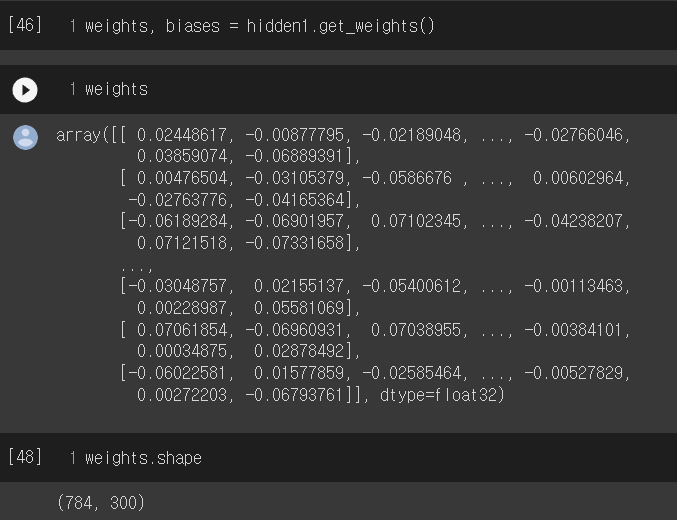 [46] 1 weights, biases = hidden1.get_weights()
1 weights
array([[ 0.02448617, -0.00877795, -0.02189048, ..., -0.02766046,
0.03859074, -0.06889391],
[ 0.00476504, -0.03105379, -0.0586676 , ..., 0.00602964,
-0.02763776, -0.04165364],
[-0.06189284, -0.06901957, 0.07102345, ..., -0.04238207,
0.07121518, -0.07331658],
...,
[-0.03048757, 0.02155137, -0.05400612, ..., -0.00113463,
0.00228987, 0.05581069],
[ 0.07061854, -0.06960931, 0.07038955, ..., -0.00384101,
0.00034875, 0.02878492],
[-0.06022581, 0.01577859, -0.02585464, ..., -0.00527829,
0.00272203, -0.06793761]], dtype=float32)
[48] 1 weights.shape
(784, 300)